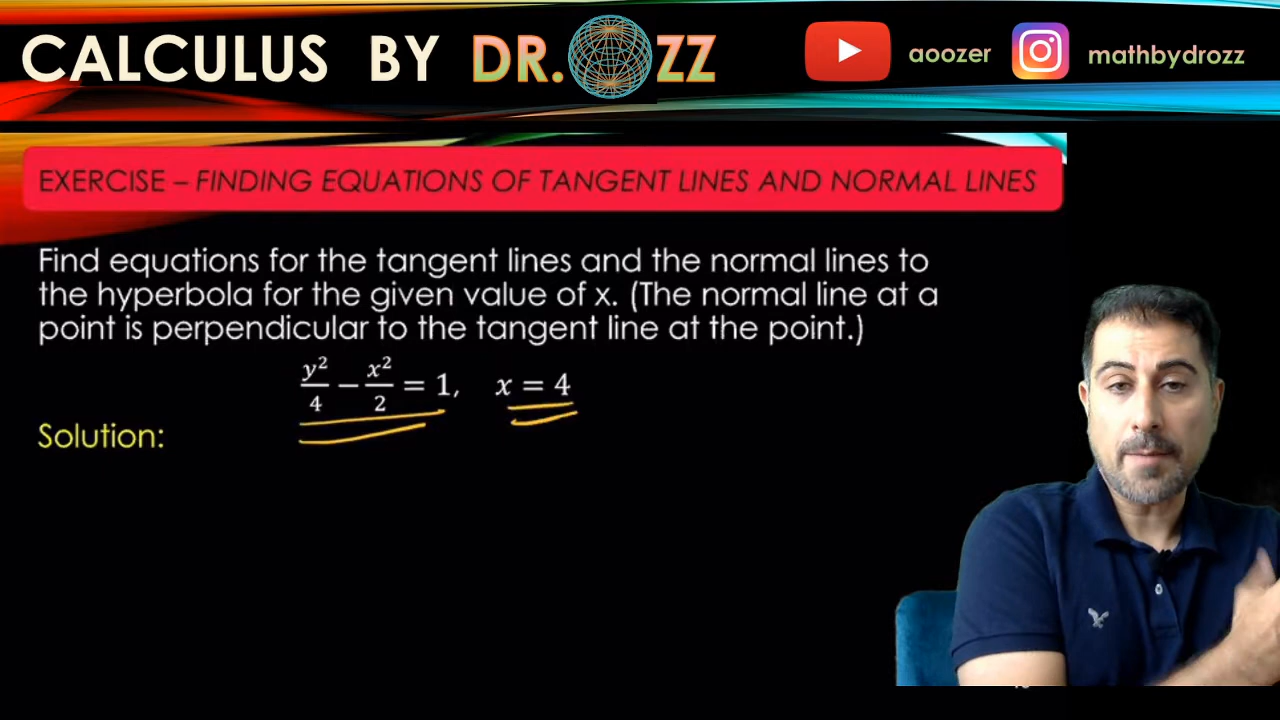 CALCULUS BY DR. OZZ
aoozer
mathbydrozz
EXERCISE – FINDING EQUATIONS OF TANGENT LINES AND NORMAL LINES
Find equations for the tangent lines and the normal lines to
the hyperbola for the given value of x. (The normal line at a
point is perpendicular to the tangent line at the point.)
y²/4 − x²/2 = 1, x = 4
Solution: